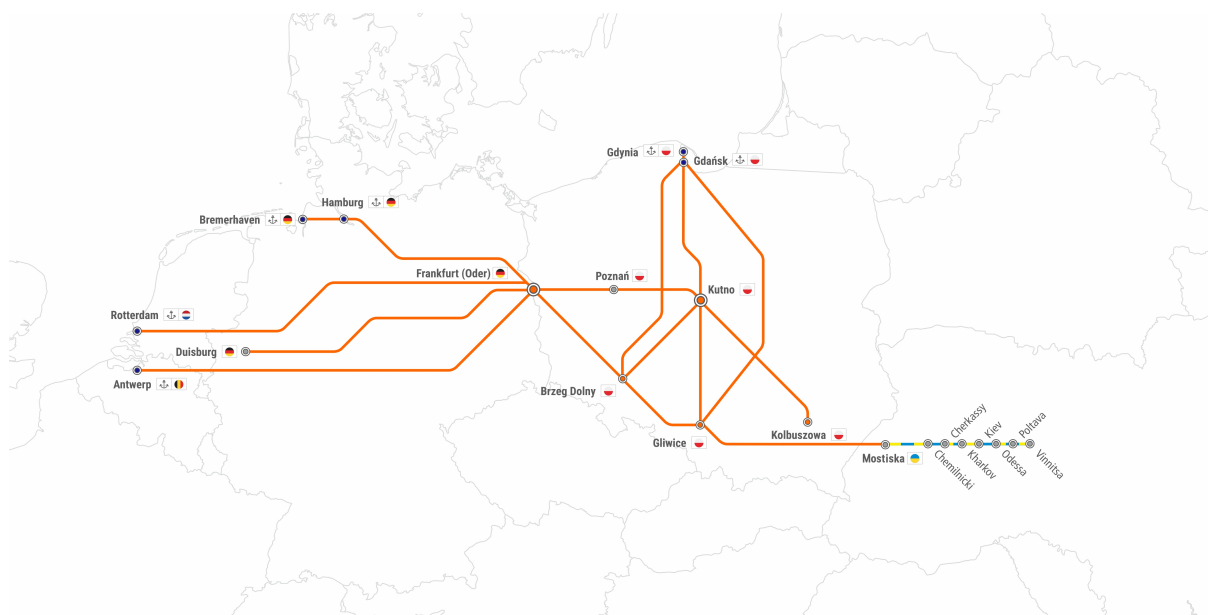 Gdynia
Gdańsk
Hamburg
Bremerhaven
Frankfurt (Oder)
Poznań
Kutno
Rotterdam
Duisburg
Antwerp
Brzeg Dolny
Gliwice
Kolbuszowa
Mostiska
Chemilnicki
Cherkassy
Kharkov
Kiev
Odessa
Poltava
Vinnitsa